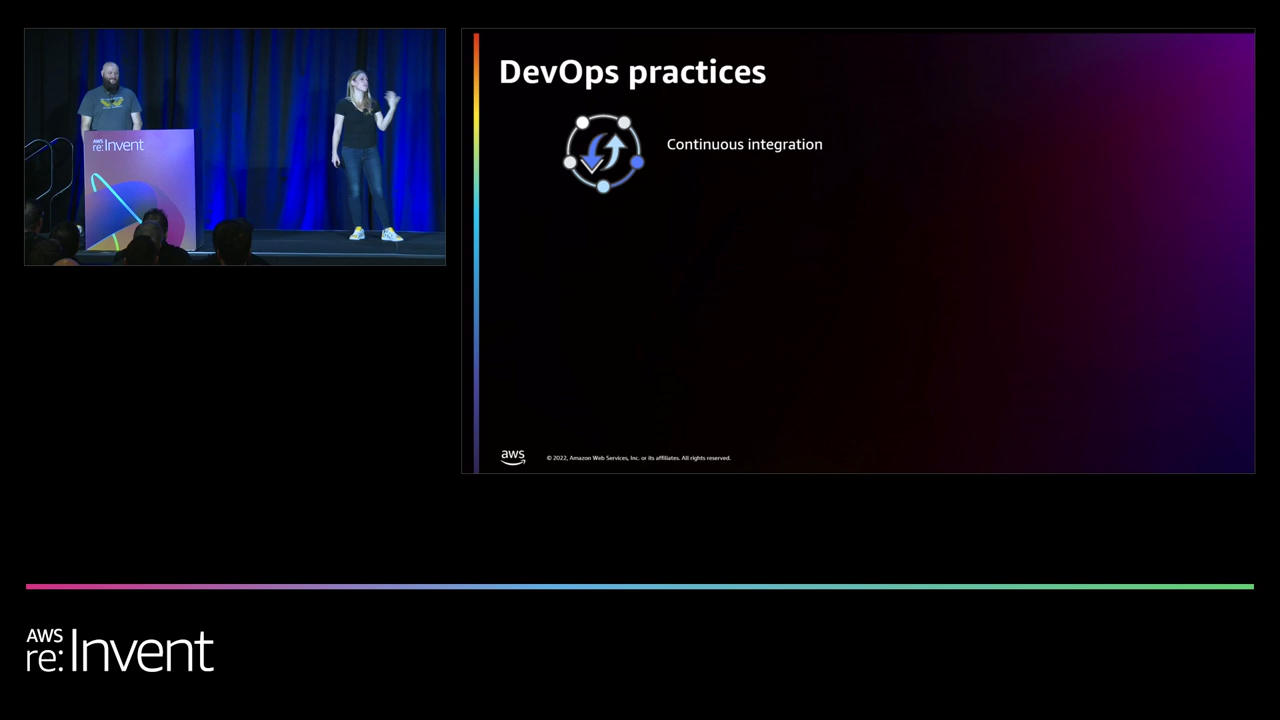 AWS
re:Invent
DevOps practices
Continuous integration
aws
© 2022, Amazon Web Services, Inc. or its affiliates. All rights reserved.
AWS
re:Invent